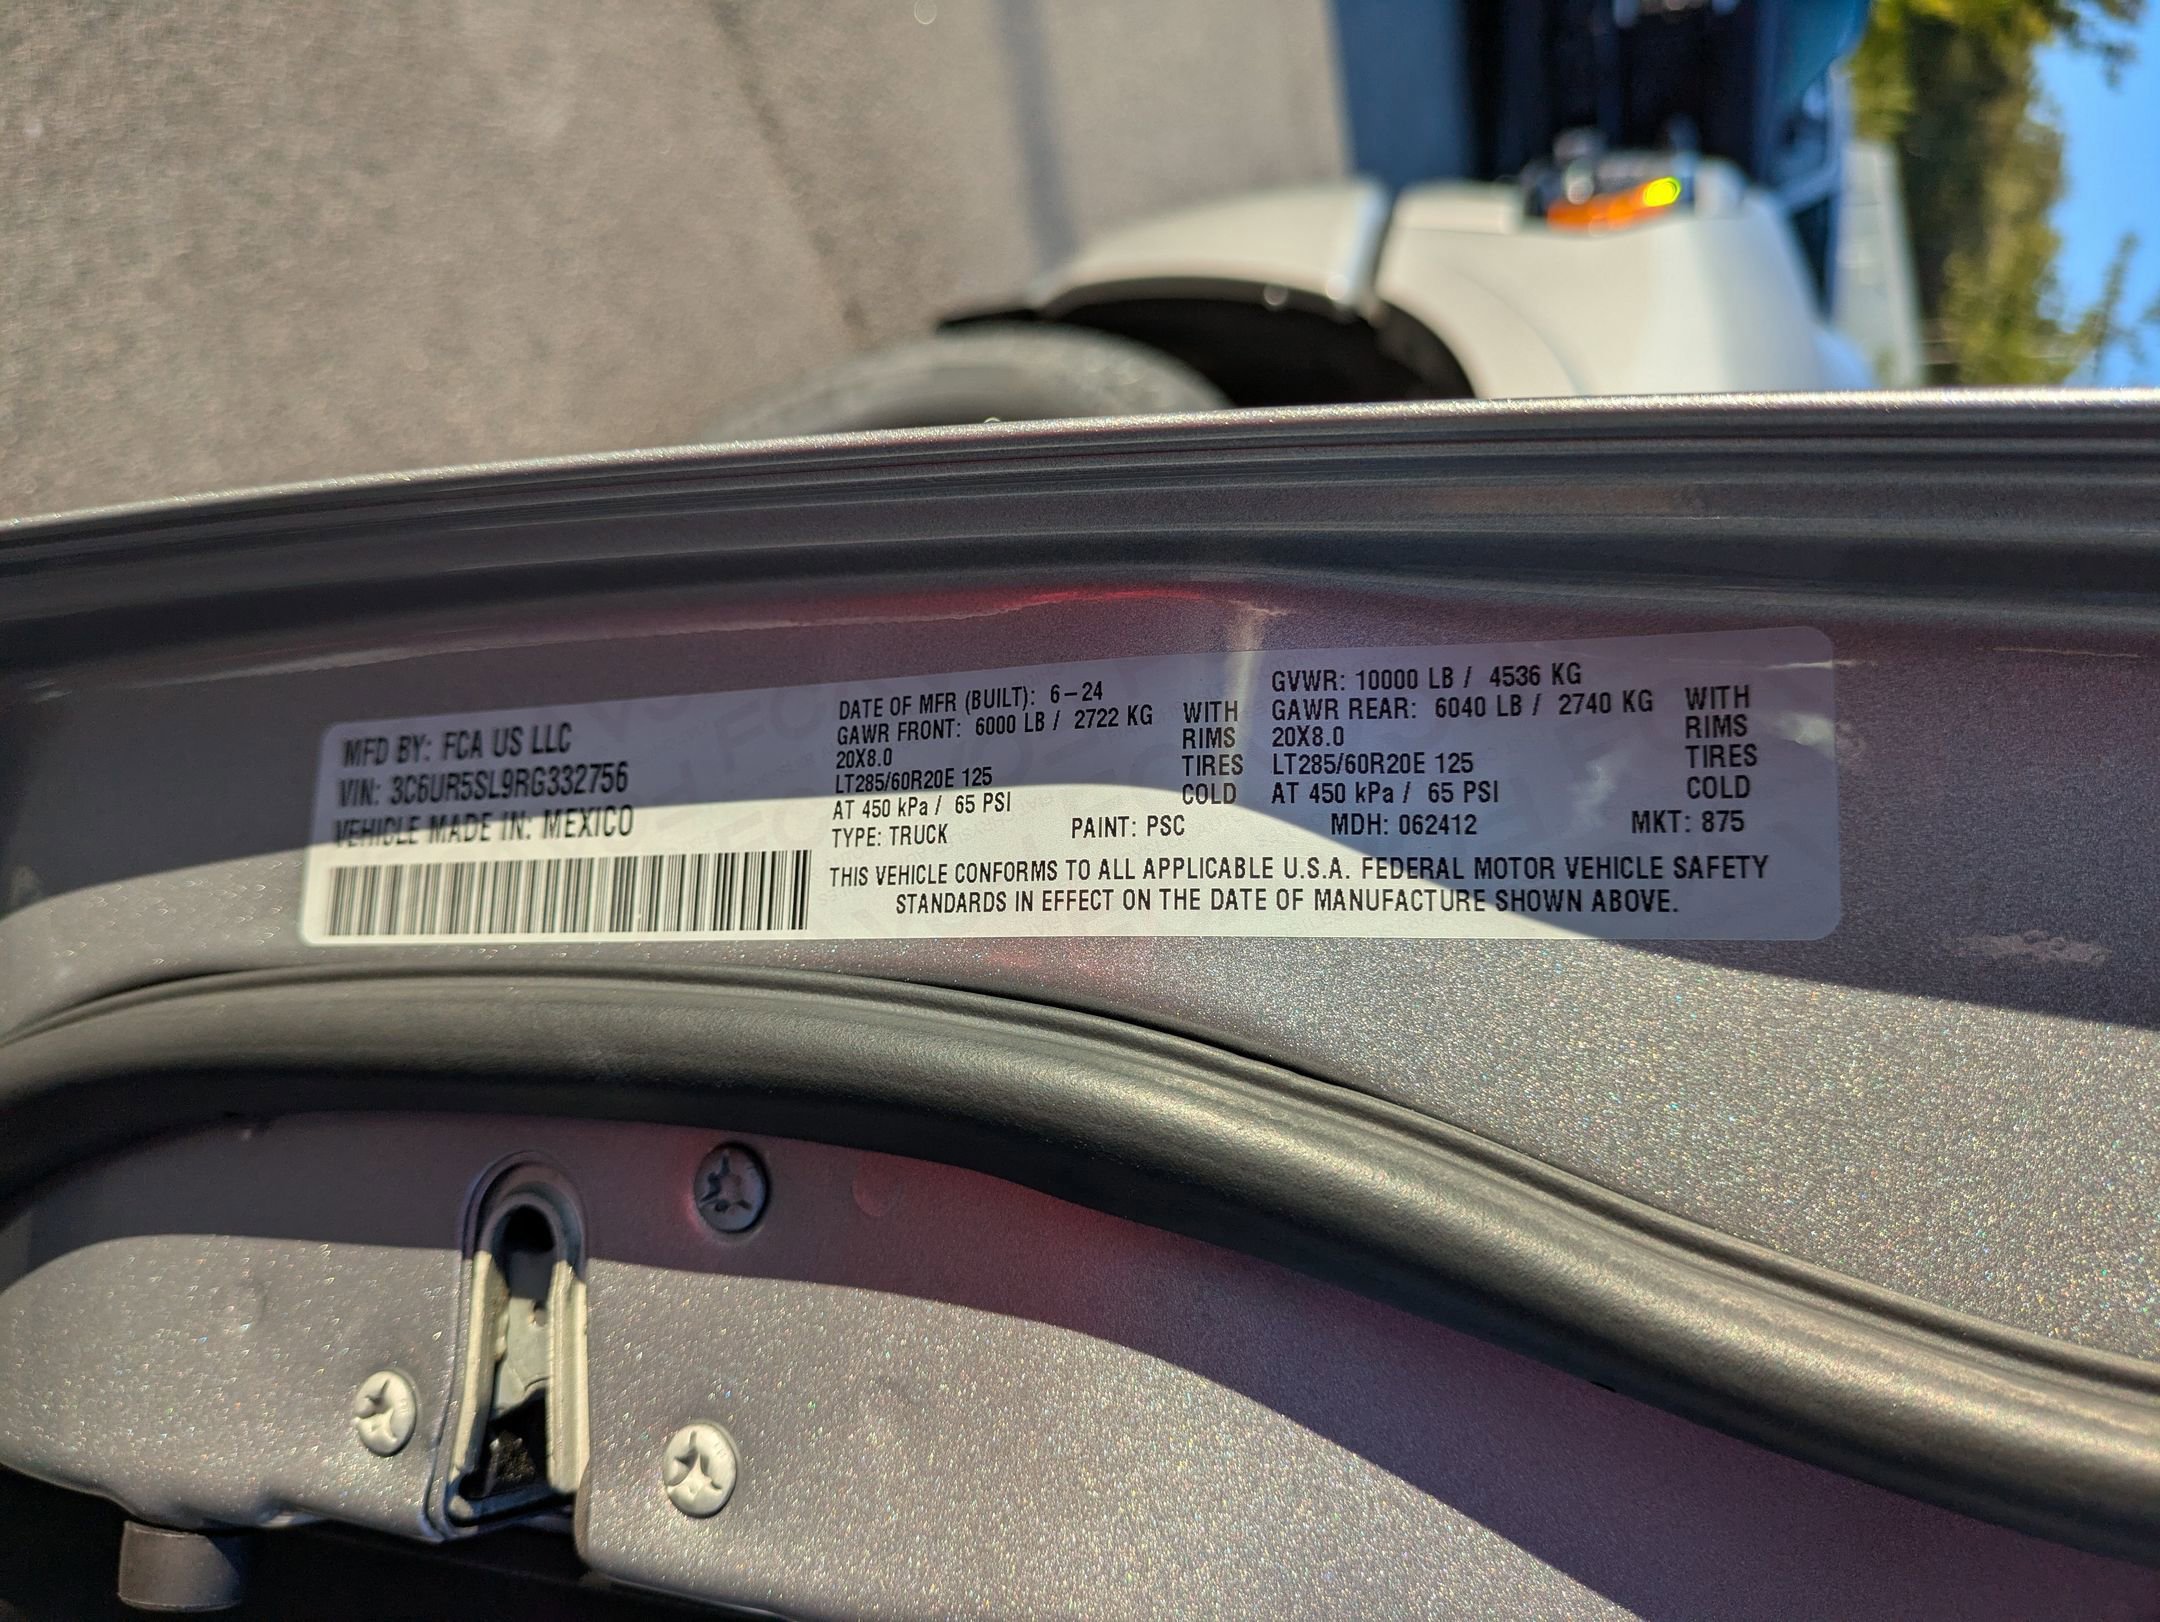 MFD BY: FCA US LLC
VIN: 3C6UR5SL9RG332756
VEHICLE MADE IN: MEXICO
DATE OF MFR (BUILT): 6-24
GAWR FRONT: 6000 LB / 2722 KG WITH
20X8.0 RIMS
LT285/60R20E 125 TIRES
AT 450 kPa / 65 PSI COLD
GVWR: 10000 LB / 4536 KG
GAWR REAR: 6040 LB / 2740 KG WITH
20X8.0 RIMS
LT285/60R20E 125 TIRES
AT 450 kPa / 65 PSI COLD
TYPE: TRUCK PAINT: PSC MDH: 062412 MKT: 875
THIS VEHICLE CONFORMS TO ALL APPLICABLE U.S.A. FEDERAL MOTOR VEHICLE SAFETY
STANDARDS IN EFFECT ON THE DATE OF MANUFACTURE SHOWN ABOVE.